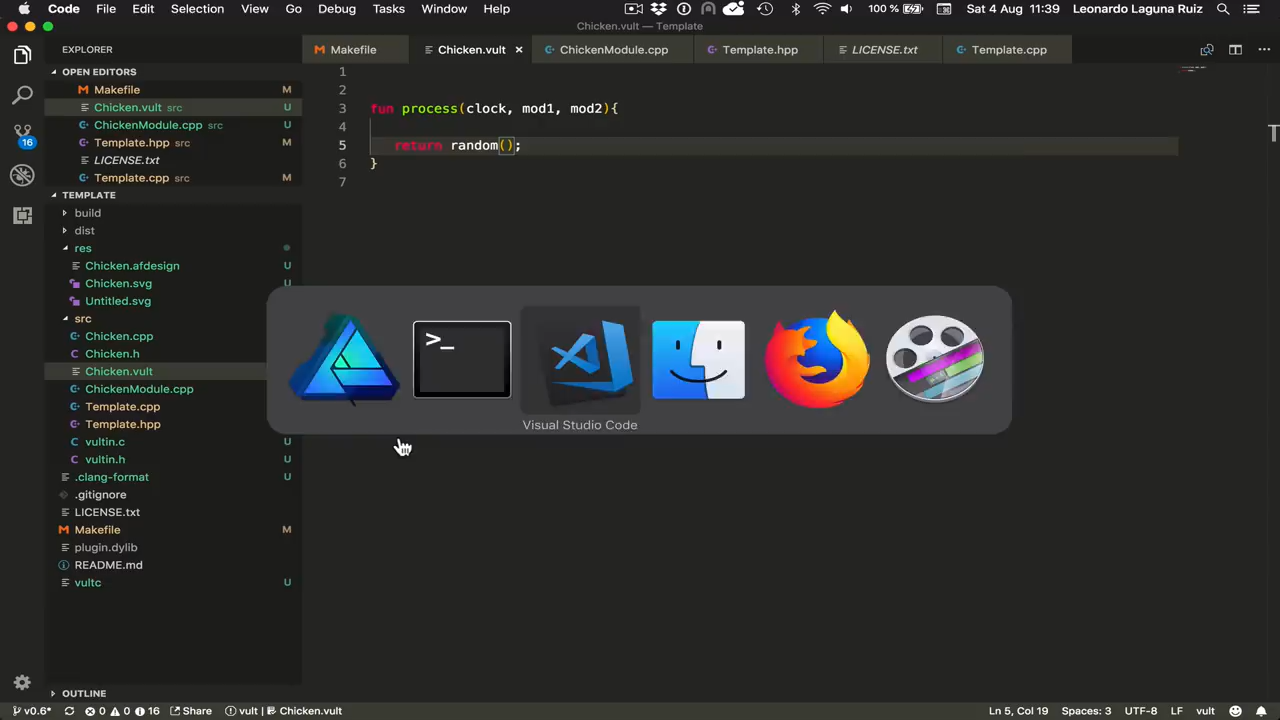 Code File Edit Selection View Go Debug Tasks Window Help 100 % Sat 4 Aug 11:39 Leonardo Laguna Ruiz
Chicken.vult — Template
EXPLORER
Makefile Chicken.vult × ChickenModule.cpp Template.hpp LICENSE.txt Template.cpp
OPEN EDITORS
Makefile M
Chicken.vult src U
ChickenModule.cpp src U
Template.hpp src M
LICENSE.txt
Template.cpp src M
16
TEMPLATE
build
dist
res
Chicken.afdesign U
Chicken.svg U
Untitled.svg U
src
Chicken.cpp
Chicken.h
Chicken.vult
ChickenModule.cpp
Template.cpp
Template.hpp
vultin.c U
vultin.h U
.clang-format U
.gitignore
LICENSE.txt
Makefile M
plugin.dylib
README.md
vultc U
OUTLINE
1
2
3 fun process(clock, mod1, mod2){
4
5 return random();
6 }
7
>_
Visual Studio Code
v0.6* 0 0 16 Share vult | Chicken.vult Ln 5, Col 19 Spaces: 3 UTF-8 LF vult